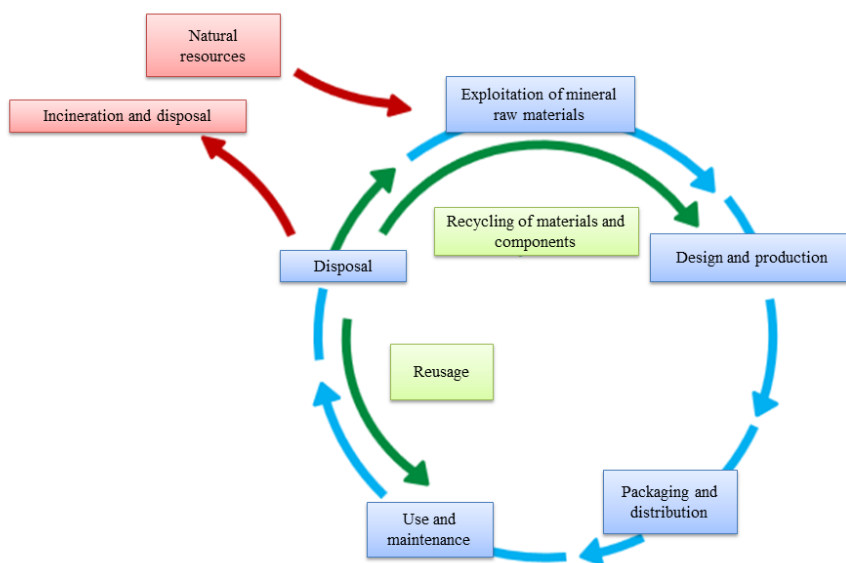 Natural
resources
Incineration and disposal
Exploitation of mineral
raw materials
Recycling of materials and
components
Disposal
Design and production
Reusage
Packaging and
distribution
Use and
maintenance